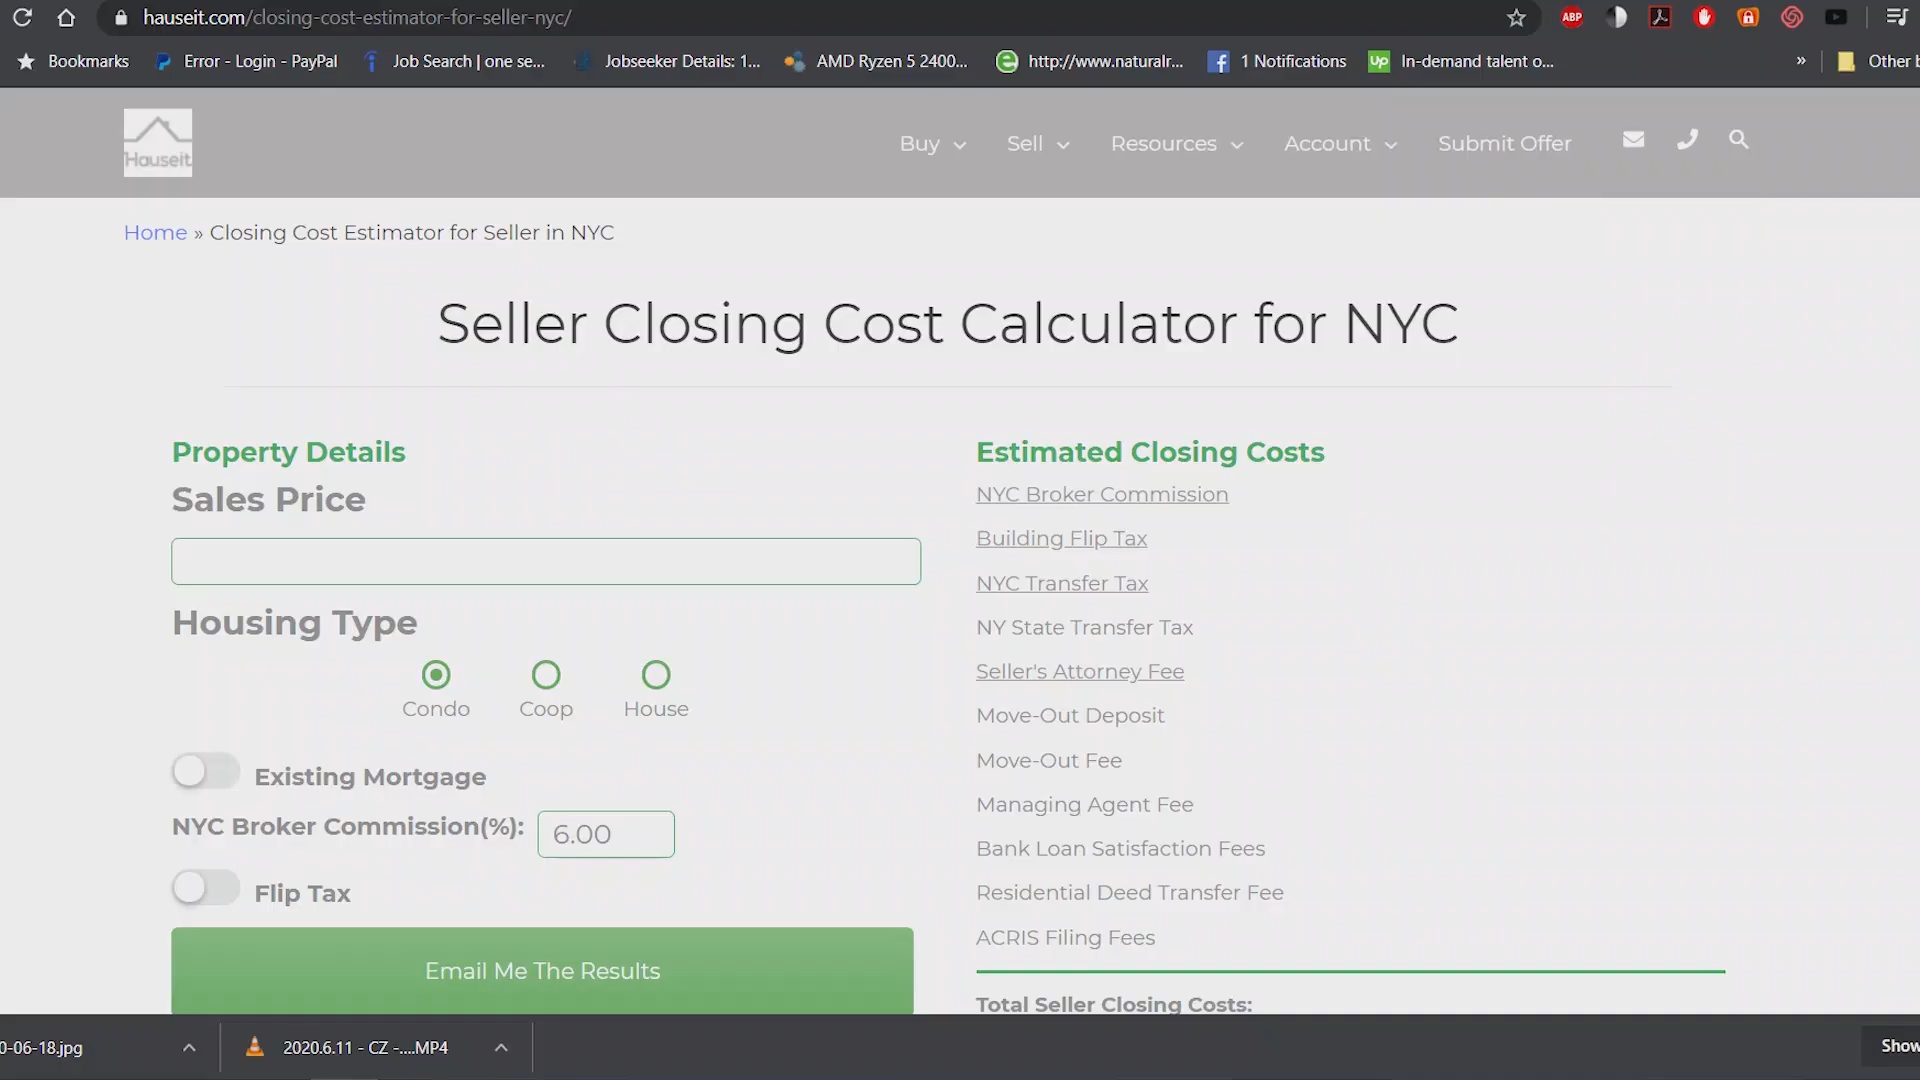 hauseit.com/closing-cost-estimator-for-seller-nyc/
ABP
Bookmarks
Error - Login - PayPal
Job Search | one se...
Jobseeker Details: 1...
AMD Ryzen 5 2400...
http://www.naturalr...
1 Notifications
Up
In-demand talent o...
»
Other b
Hauseit
Buy
Sell
Resources
Account
Submit Offer
Home » Closing Cost Estimator for Seller in NYC
Seller Closing Cost Calculator for NYC
Property Details
Sales Price
Housing Type
Condo
Coop
House
Existing Mortgage
NYC Broker Commission(%): 6.00
Flip Tax
Email Me The Results
Estimated Closing Costs
NYC Broker Commission
Building Flip Tax
NYC Transfer Tax
NY State Transfer Tax
Seller's Attorney Fee
Move-Out Deposit
Move-Out Fee
Managing Agent Fee
Bank Loan Satisfaction Fees
Residential Deed Transfer Fee
ACRIS Filing Fees
Total Seller Closing Costs:
0-06-18.jpg
2020.6.11 - CZ -....MP4
Show